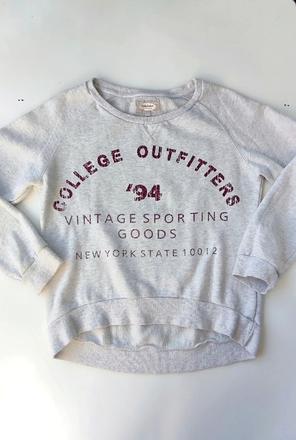 COLLEGE OUTFITTERS
'94
VINTAGE SPORTING
GOODS
NEW YORK STATE 10012